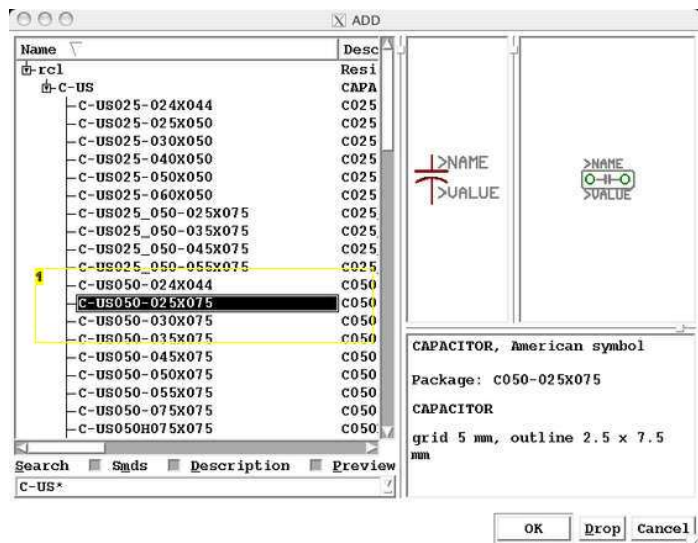 ADD
Name Desc
rcl Resi
C-US CAPA
C-US025-024X044 C025
C-US025-025X050 C025
C-US025-030X050 C025
C-US025-040X050 C025
C-US025-050X050 C025
C-US025-060X050 C025
C-US025_050-025X075 C025_
C-US025_050-035X075 C025_
C-US025_050-045X075 C025_
C-US025_050-055X075 C025_
1
C-US050-024X044 C050
C-US050-025X075 C050
C-US050-030X075 C050
C-US050-035X075 C050
C-US050-045X075 C050
C-US050-050X075 C050
C-US050-055X075 C050
C-US050-075X075 C050
C-US050H075X075 C050
Search Smds Description Preview
C-US*
>NAME
>VALUE
>NAME
>VALUE
CAPACITOR, American symbol
Package: C050-025X075
CAPACITOR
grid 5 mm, outline 2.5 x 7.5
mm
OK Drop Cancel